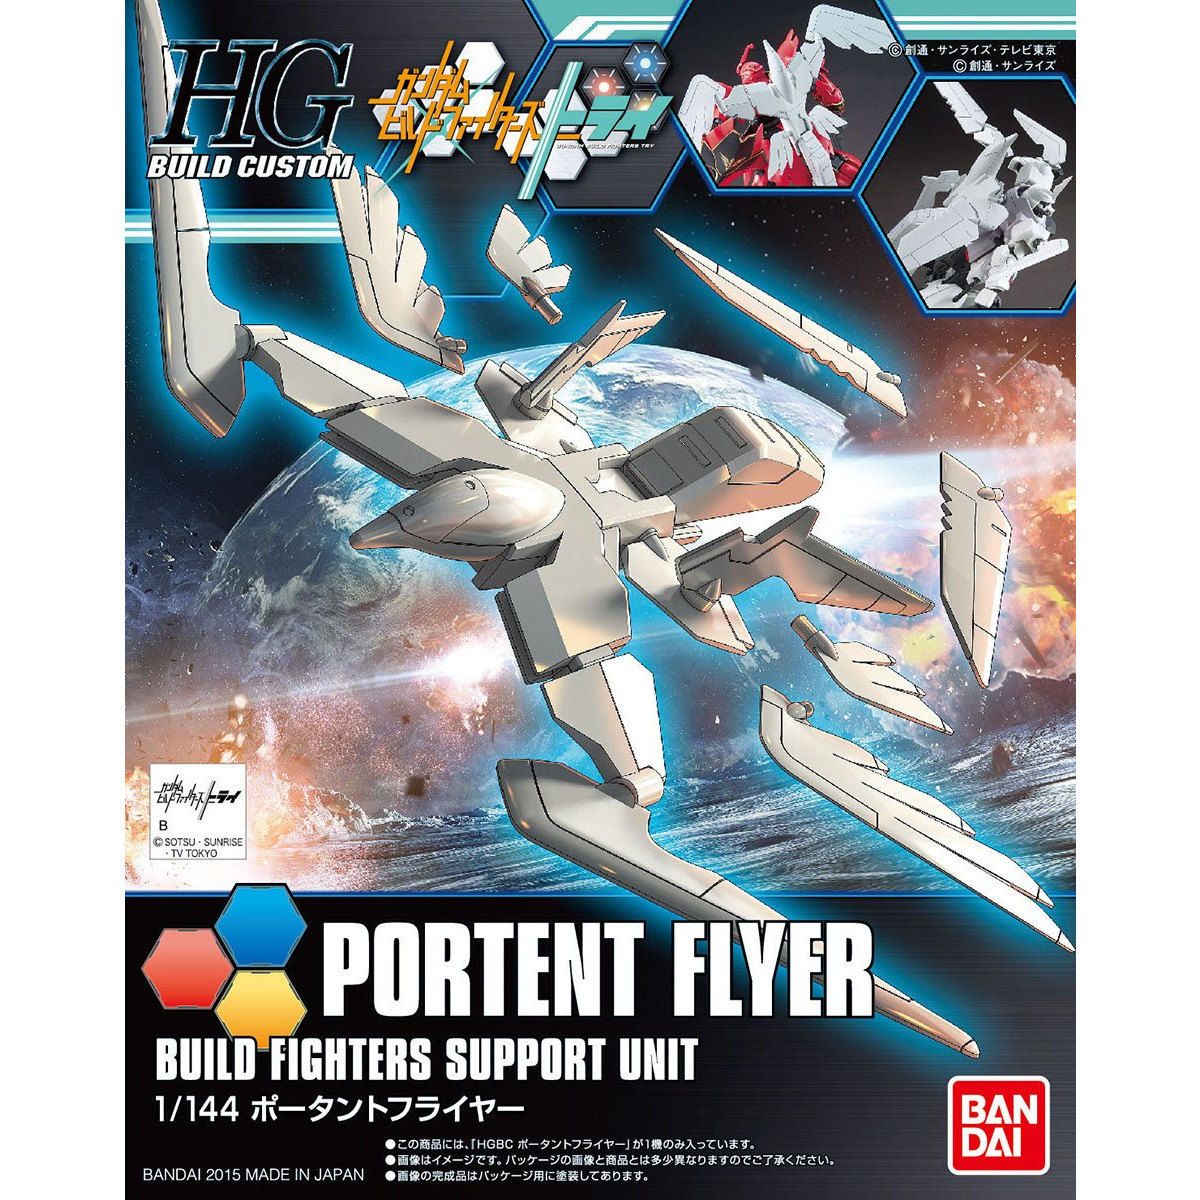 HG
BUILD CUSTOM
ガンダム
ビルドファイターズ
トライ
GUNDAM BUILD FIGHTERS TRY
©創通・サンライズ・テレビ東京
©創通・サンライズ
ガンダム
ビルドファイターズトライ
B
©SOTSU・SUNRISE
・TV TOKYO
PORTENT FLYER
BUILD FIGHTERS SUPPORT UNIT
1/144 ポータントフライヤー
●この商品には、「HGBC ポータントフライヤー」が1機のみ入っています。
●画像はイメージです。パッケージの画像と商品とは多少異なりますのでご了承ください。
●画像の完成品はパッケージ用に塗装してあります。
BANDAI 2015 MADE IN JAPAN
BAN
DAI